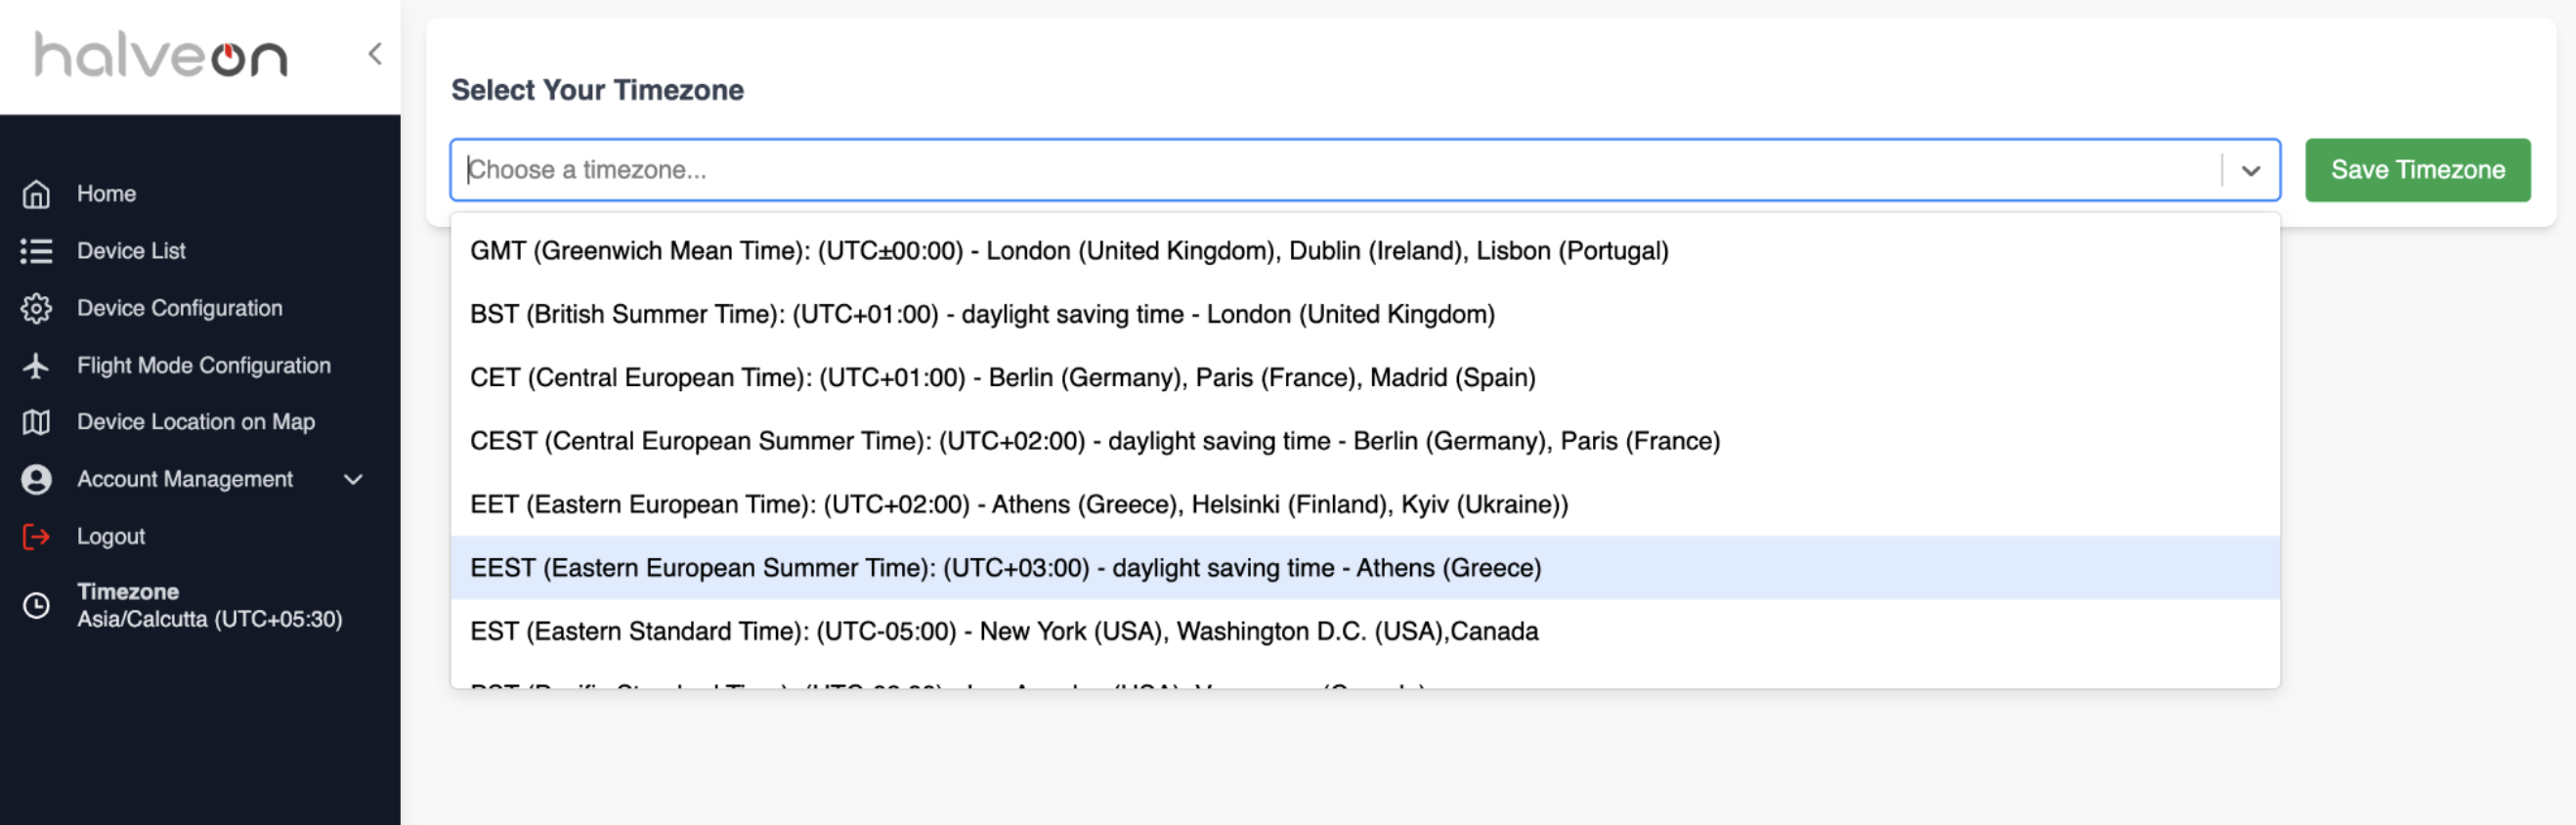 halveon
Home
Device List
Device Configuration
Flight Mode Configuration
Device Location on Map
Account Management
Logout
Timezone
Asia/Calcutta (UTC+05:30)
Select Your Timezone
Choose a timezone...
Save Timezone
GMT (Greenwich Mean Time): (UTC±00:00) - London (United Kingdom), Dublin (Ireland), Lisbon (Portugal)
BST (British Summer Time): (UTC+01:00) - daylight saving time - London (United Kingdom)
CET (Central European Time): (UTC+01:00) - Berlin (Germany), Paris (France), Madrid (Spain)
CEST (Central European Summer Time): (UTC+02:00) - daylight saving time - Berlin (Germany), Paris (France)
EET (Eastern European Time): (UTC+02:00) - Athens (Greece), Helsinki (Finland), Kyiv (Ukraine))
EEST (Eastern European Summer Time): (UTC+03:00) - daylight saving time - Athens (Greece)
EST (Eastern Standard Time): (UTC-05:00) - New York (USA), Washington D.C. (USA),Canada